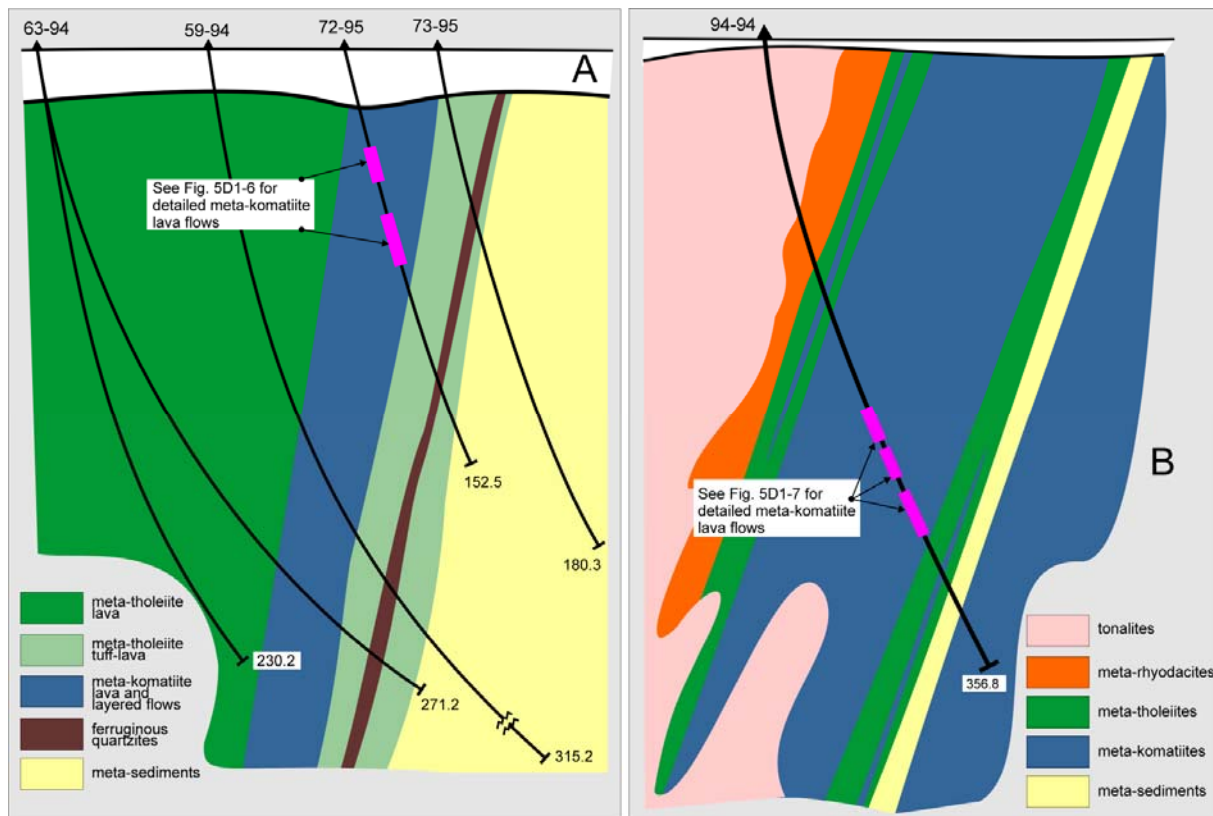 63-94
59-94
72-95
73-95
A
See Fig. 5D1-6 for
detailed meta-komatiite
lava flows
152.5
180.3
230.2
271.2
315.2
meta-tholeiite
lava
meta-tholeiite
tuff-lava
meta-komatiite
lava and
layered flows
ferruginous
quartzites
meta-sediments
94-94
B
See Fig. 5D1-7 for
detailed meta-komatiite
lava flows
356.8
tonalites
meta-rhyodacites
meta-tholeiites
meta-komatiites
meta-sediments